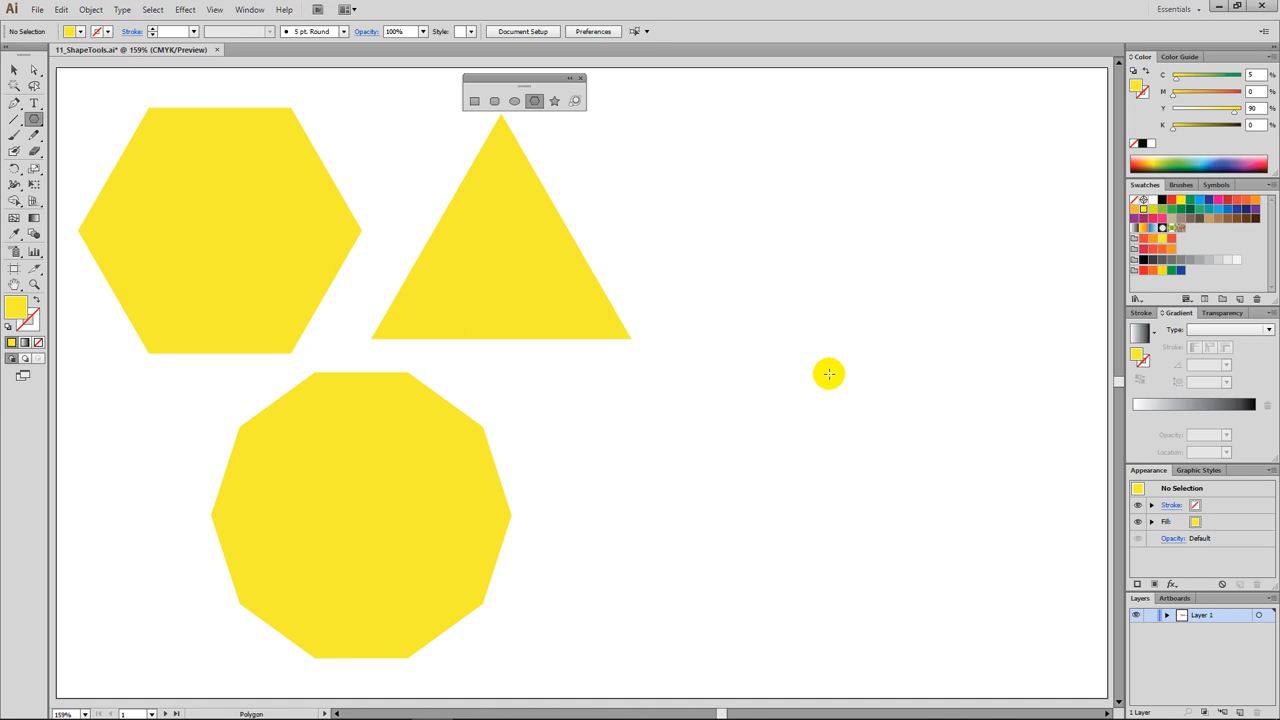 Ai File Edit Object Type Select Effect View Window Help Br Essentials
No Selection Stroke: 5 pt. Round Opacity: 100% Style: Document Setup Preferences
11_ShapeTools.ai* @ 159% (CMYK/Preview) ×
Color Color Guide
C 5 %
M 0 %
Y 90 %
K 0 %
Swatches Brushes Symbols
Stroke Gradient Transparency
Type:
Stroke:
Opacity:
Location:
Appearance Graphic Styles
No Selection
Stroke:
Fill:
Opacity: Default
fx
Layers Artboards
Layer 1
159% 1 Polygon 1 Layer